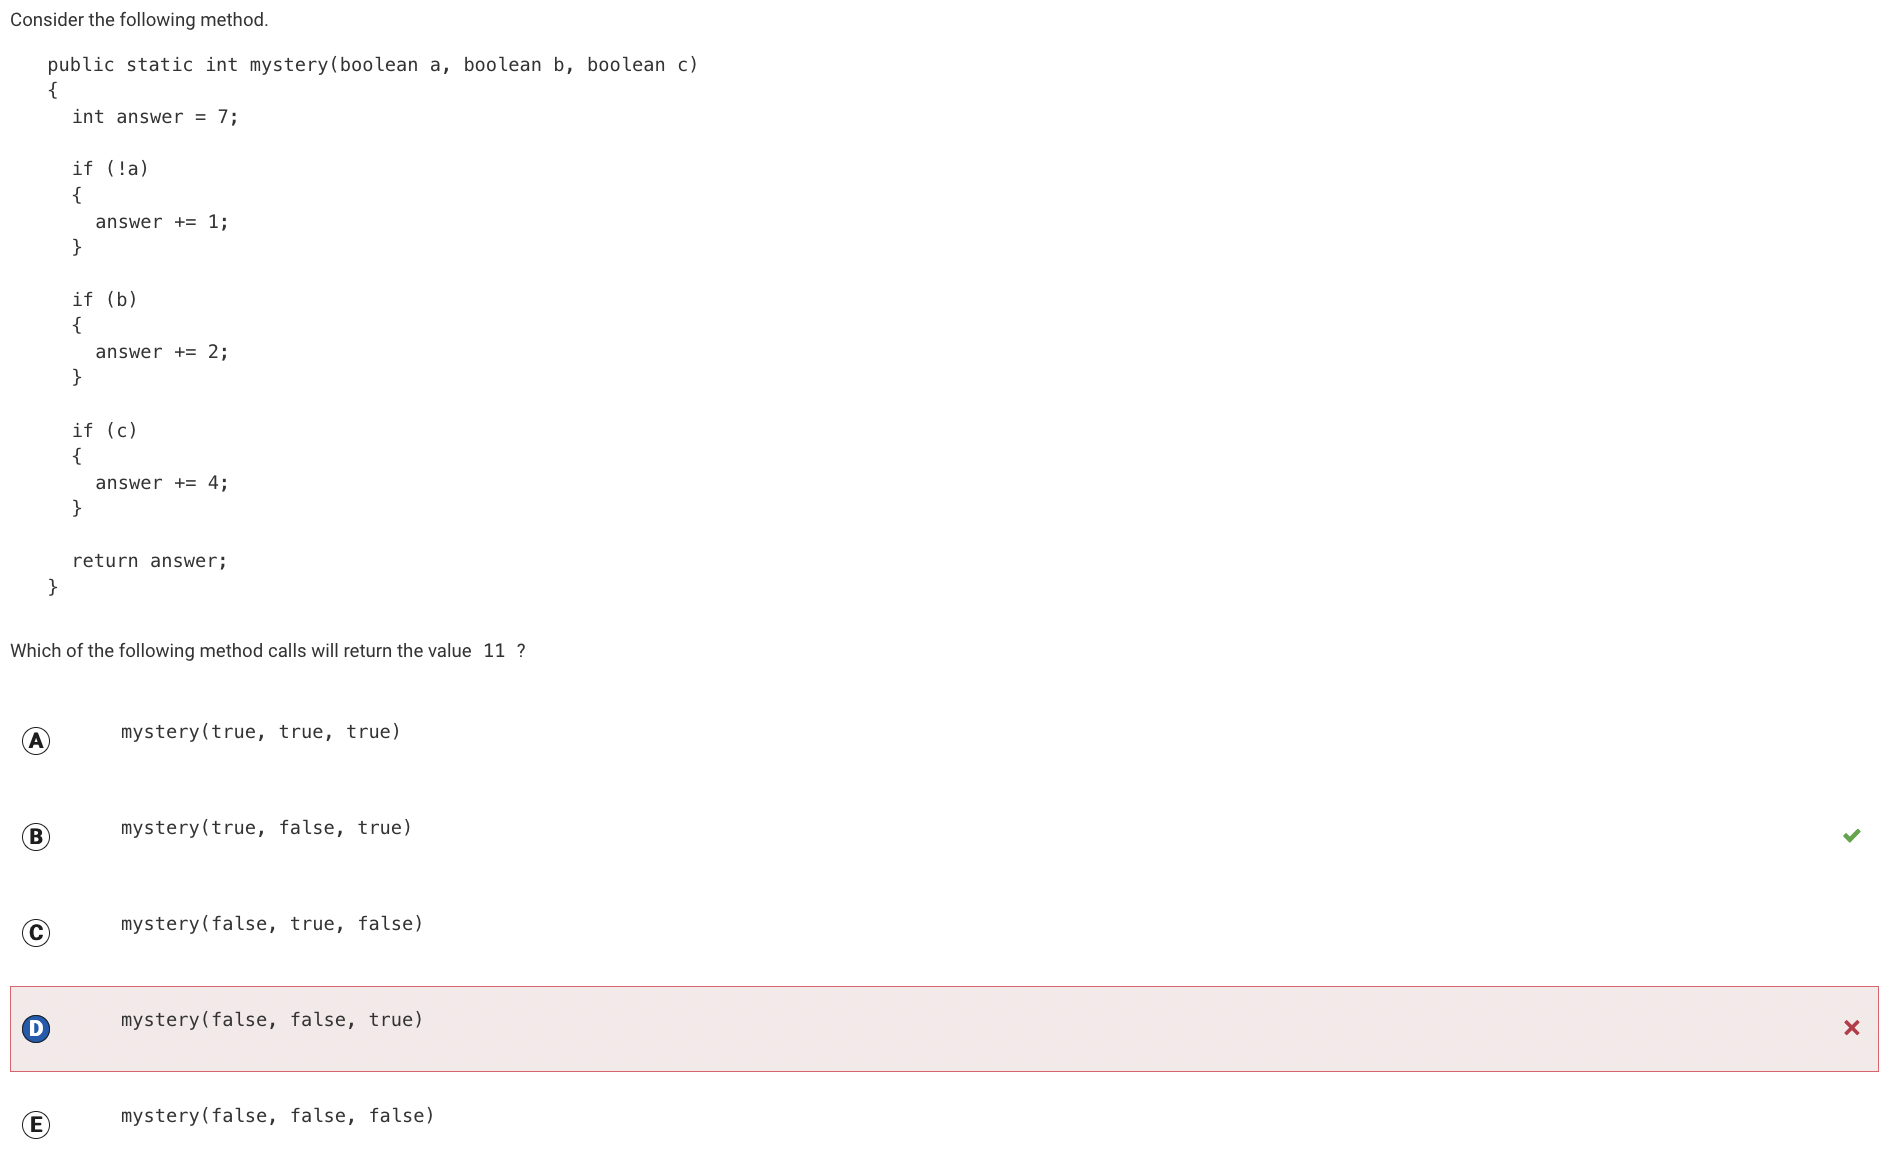 Consider the following method.
public static int mystery(boolean a, boolean b, boolean c)
{
int answer = 7;
if (!a)
{
answer += 1;
}
if (b)
{
answer += 2;
}
if (c)
{
answer += 4;
}
return answer;
}
Which of the following method calls will return the value 11 ?
A mystery(true, true, true)
B mystery(true, false, true)
C mystery(false, true, false)
D mystery(false, false, true)
E mystery(false, false, false)